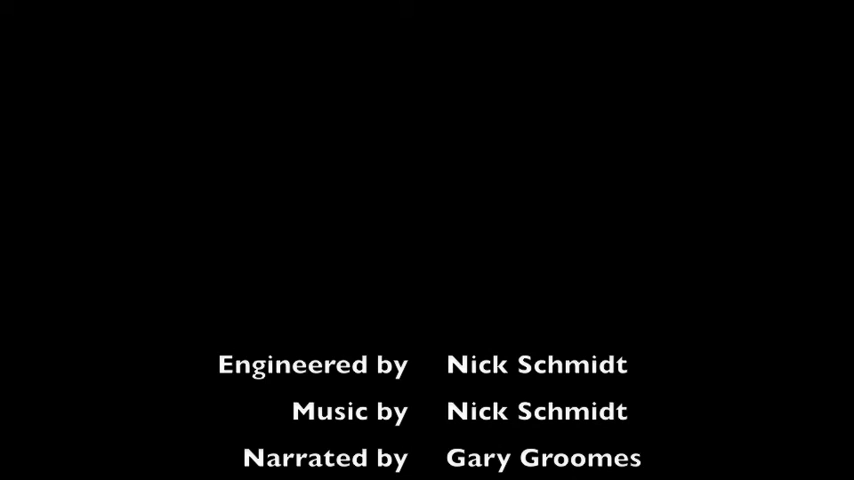 Engineered by Nick Schmidt
Music by Nick Schmidt
Narrated by Gary Groomes